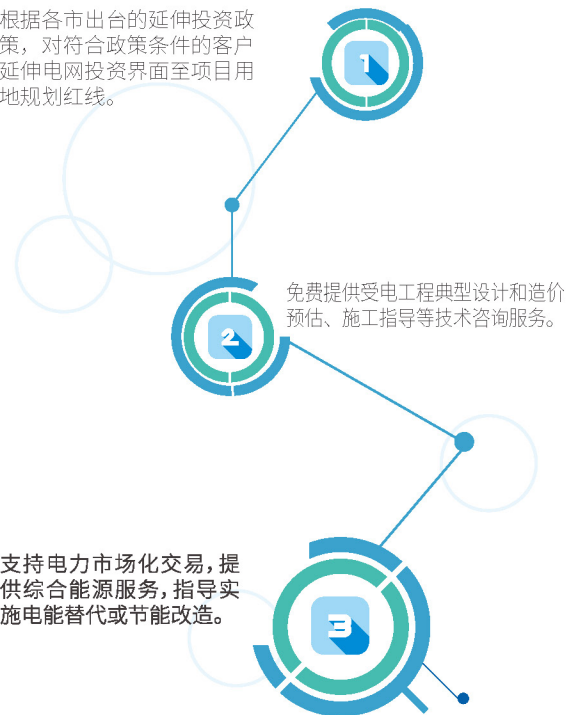 根据各市出台的延伸投资政
策，对符合政策条件的客户
延伸电网投资界面至项目用
地规划红线。
1
2
免费提供受电工程典型设计和造价
预估、施工指导等技术咨询服务。
支持电力市场化交易，提
供综合能源服务，指导实
施电能替代或节能改造。
3